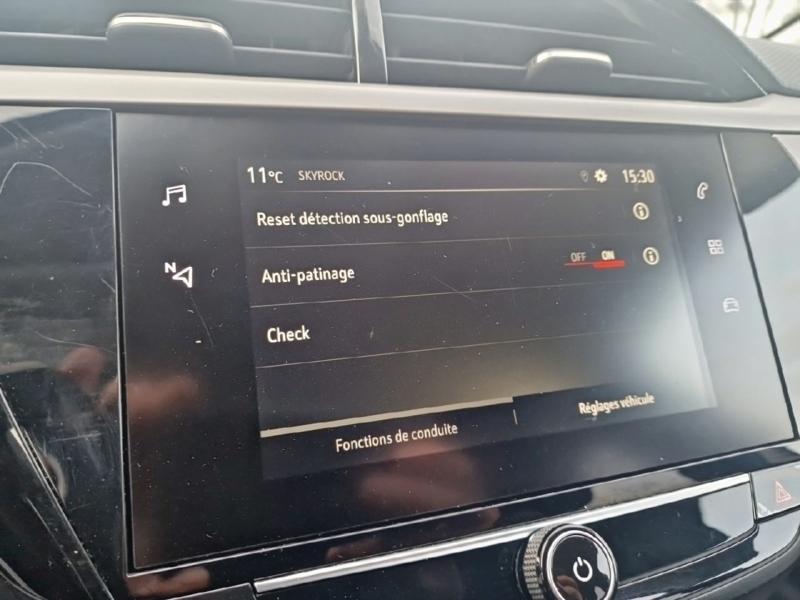 11°C SKYROCK 15:30
Reset détection sous-gonflage
Anti-patinage OFF ON
Check
Fonctions de conduite Réglages véhicule
N